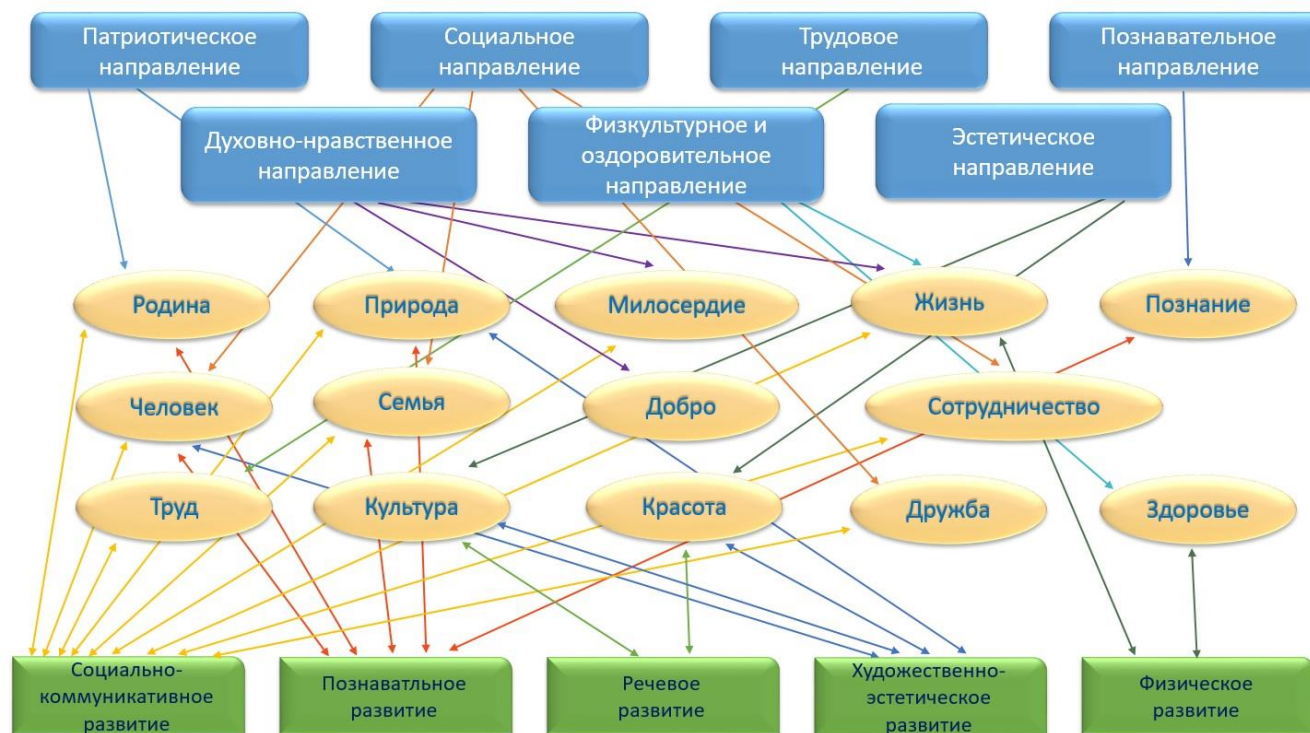 Патриотическое
направление
Социальное
направление
Трудовое
направление
Познавательное
направление
Духовно-нравственное
направление
Физкультурное и
оздоровительное
направление
Эстетическое
направление
Родина
Природа
Милосердие
Жизнь
Познание
Человек
Семья
Добро
Сотрудничество
Труд
Культура
Красота
Дружба
Здоровье
Социально-
коммуникативное
развитие
Познаватльное
развитие
Речевое
развитие
Художественно-
эстетическое
развитие
Физическое
развитие